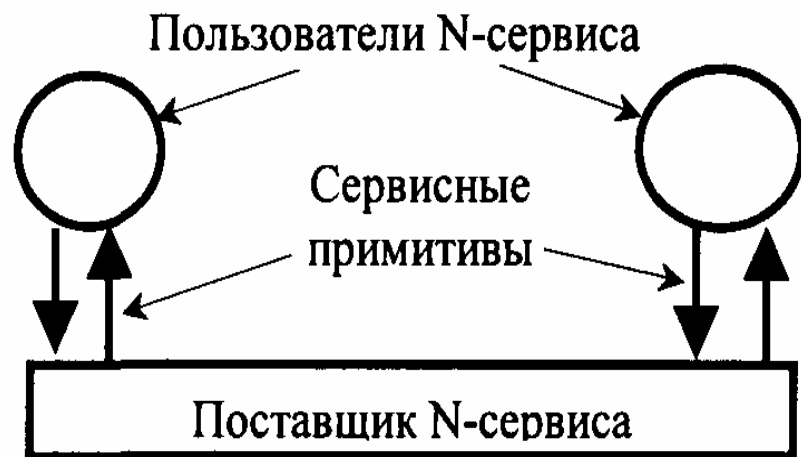 Пользователи N-сервиса
Сервисные
примитивы
Поставщик N-сервиса